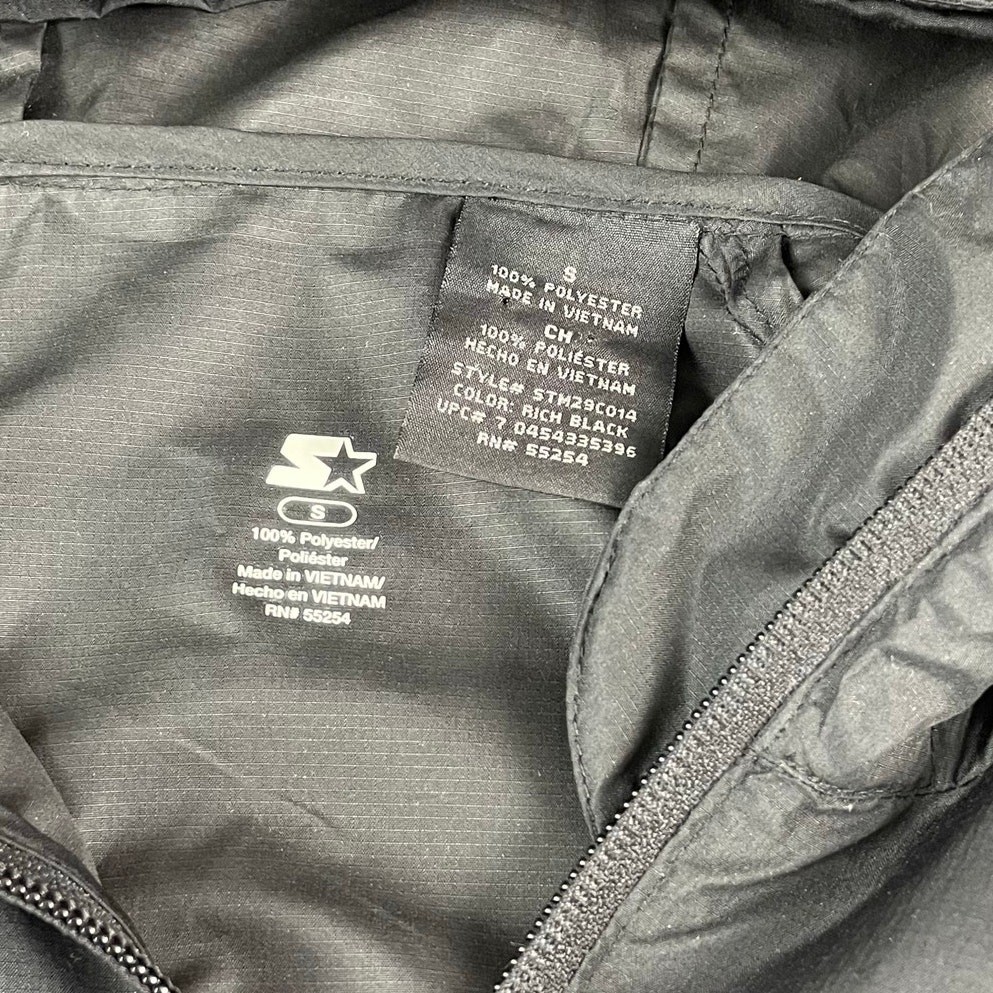 S
100% POLYESTER
MADE IN VIETNAM
CH
100% POLIÉSTER
HECHO EN VIETNAM
STYLE# STM29C014
COLOR: RICH BLACK
UPC# 7 0454335396
RN# 55254
S
S
100% Polyester/
Poliéster
Made in VIETNAM/
Hecho en VIETNAM
RN# 55254